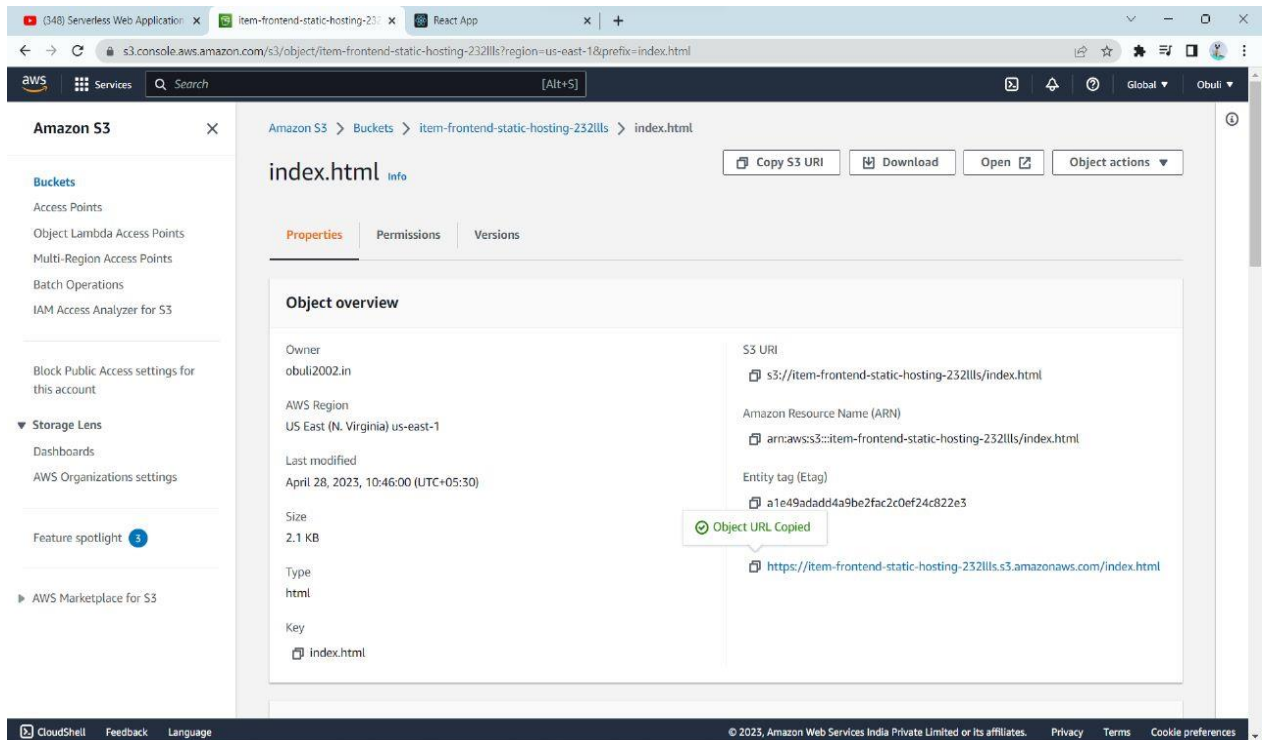 (348) Serverless Web Application
item-frontend-static-hosting-232
React App
s3.console.aws.amazon.com/s3/object/item-frontend-static-hosting-232llls?region=us-east-1&prefix=index.html
aws
Services
Search
[Alt+S]
Global
Obuli
Amazon S3
Buckets
Access Points
Object Lambda Access Points
Multi-Region Access Points
Batch Operations
IAM Access Analyzer for S3
Block Public Access settings for
this account
Storage Lens
Dashboards
AWS Organizations settings
Feature spotlight 3
AWS Marketplace for S3
Amazon S3 > Buckets > item-frontend-static-hosting-232llls > index.html
index.html Info
Copy S3 URI
Download
Open
Object actions
Properties
Permissions
Versions
Object overview
Owner
obuli2002.in
AWS Region
US East (N. Virginia) us-east-1
Last modified
April 28, 2023, 10:46:00 (UTC+05:30)
Size
2.1 KB
Type
html
Key
index.html
S3 URI
s3://item-frontend-static-hosting-232llls/index.html
Amazon Resource Name (ARN)
arn:aws:s3:::item-frontend-static-hosting-232llls/index.html
Entity tag (Etag)
a1e49adadd4a9be2fac2c0ef24c822e3
Object URL Copied
https://item-frontend-static-hosting-232llls.s3.amazonaws.com/index.html
CloudShell
Feedback
Language
© 2023, Amazon Web Services India Private Limited or its affiliates.
Privacy
Terms
Cookie preferences